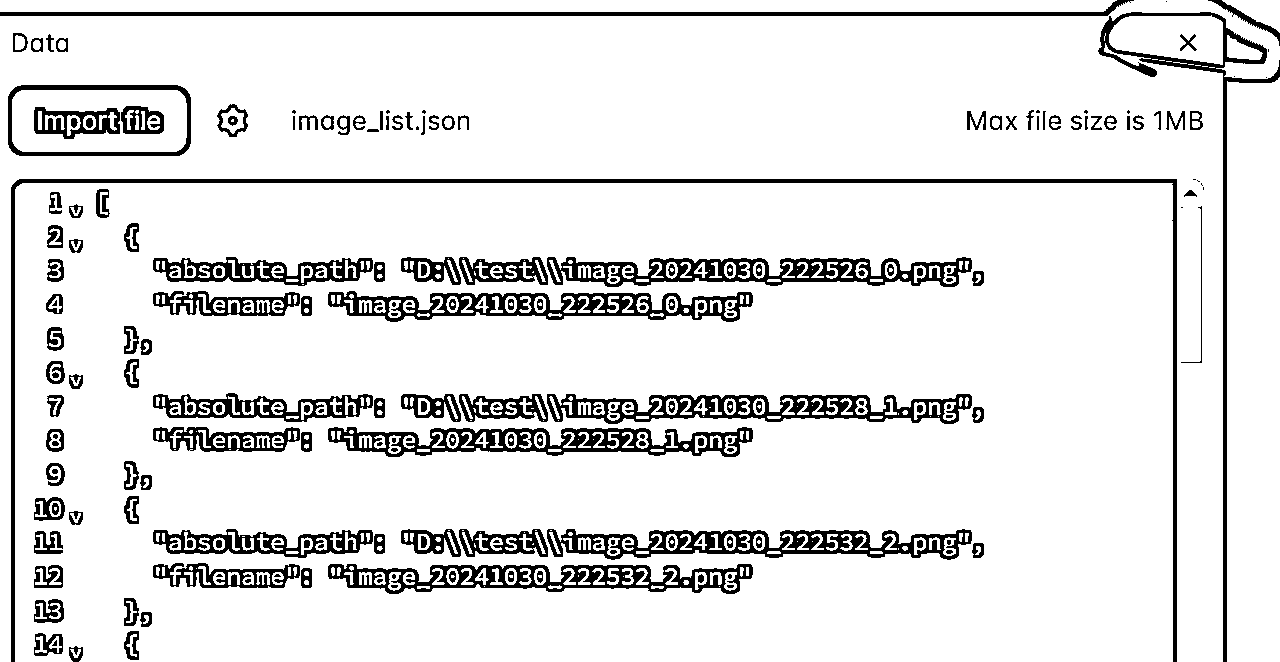 Data
Import file image_list.json Max file size is 1MB
1 [
2 {
3 "absolute_path": "D:\\test\\image_20241030_222526_0.png",
4 "filename": "image_20241030_222526_0.png"
5 },
6 {
7 "absolute_path": "D:\\test\\image_20241030_222528_1.png",
8 "filename": "image_20241030_222528_1.png"
9 },
10 {
11 "absolute_path": "D:\\test\\image_20241030_222532_2.png",
12 "filename": "image_20241030_222532_2.png"
13 },
14 {